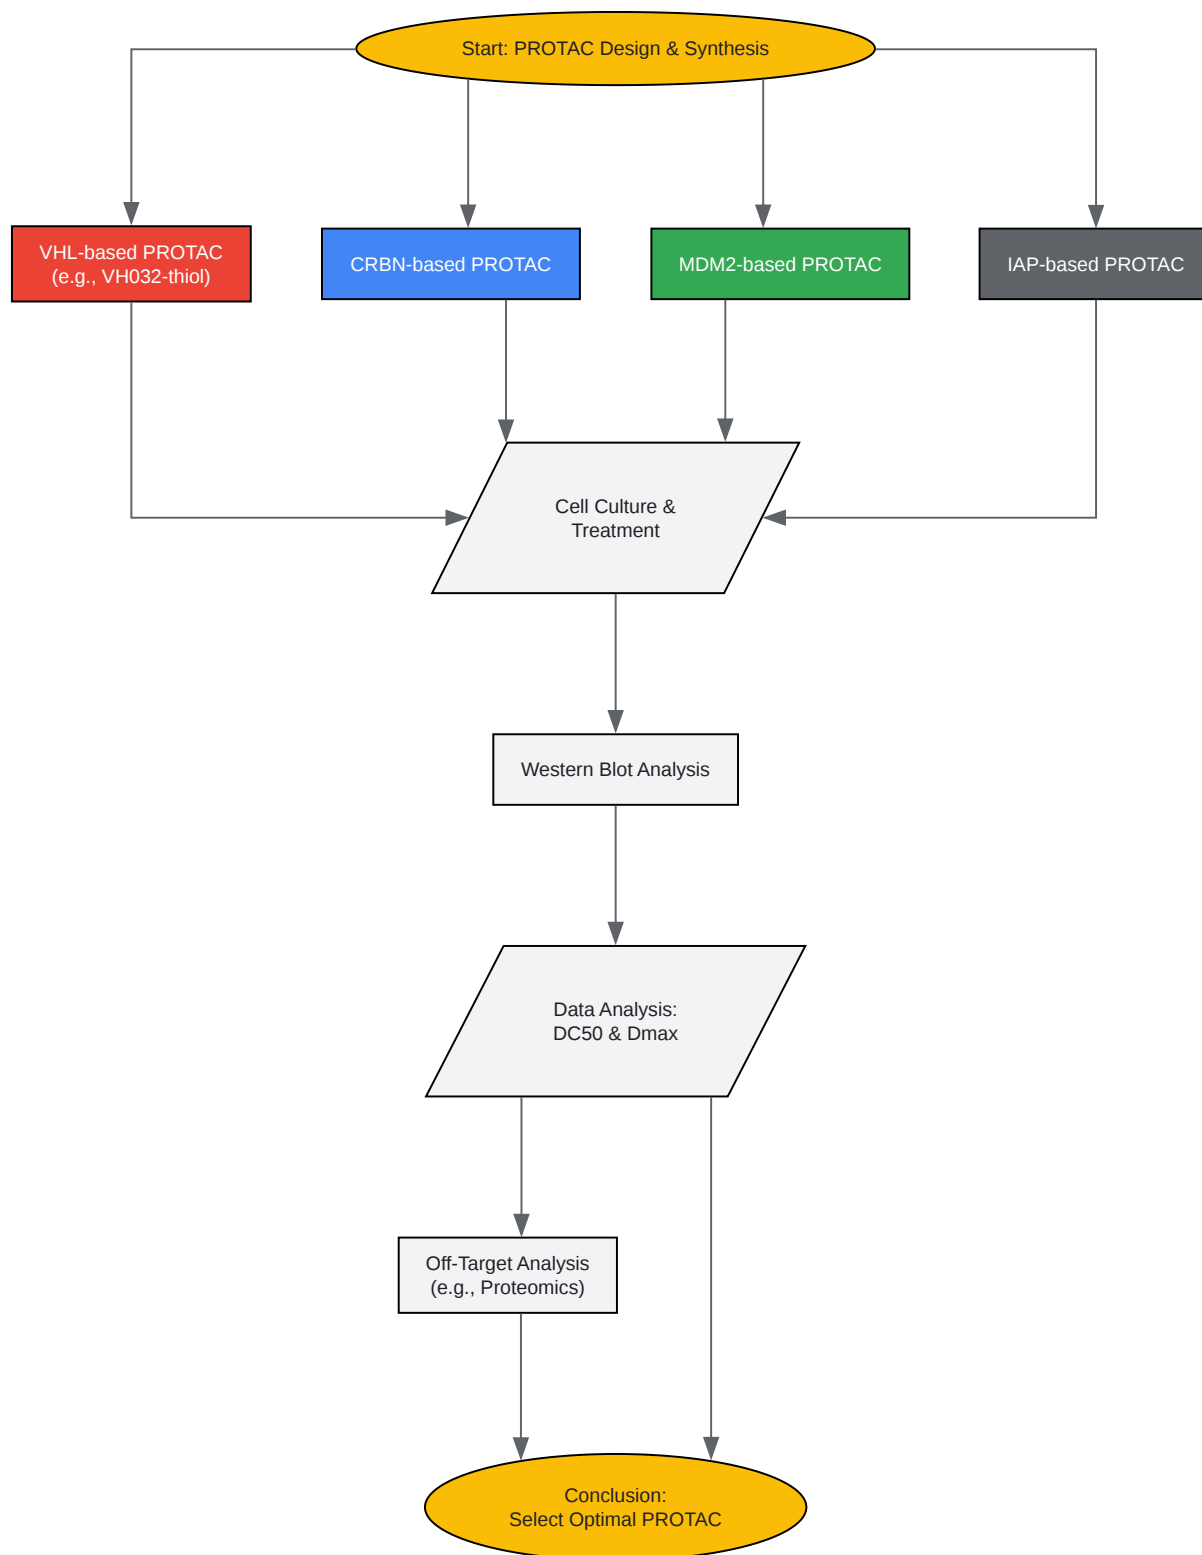 Start: PROTAC Design & Synthesis
VHL-based PROTAC
(e.g., VH032-thiol)
CRBN-based PROTAC
MDM2-based PROTAC
IAP-based PROTAC
Cell Culture &
Treatment
Western Blot Analysis
Data Analysis:
DC50 & Dmax
Off-Target Analysis
(e.g., Proteomics)
Conclusion:
Select Optimal PROTAC